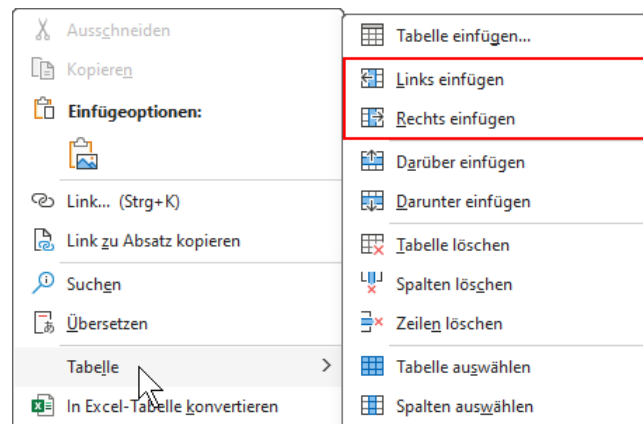 Ausschneiden
Kopieren
Einfügeoptionen:
Link... (Strg+K)
Link zu Absatz kopieren
Suchen
Übersetzen
Tabelle
In Excel-Tabelle konvertieren
Tabelle einfügen...
Links einfügen
Rechts einfügen
Darüber einfügen
Darunter einfügen
Tabelle löschen
Spalten löschen
Zeilen löschen
Tabelle auswählen
Spalten auswählen